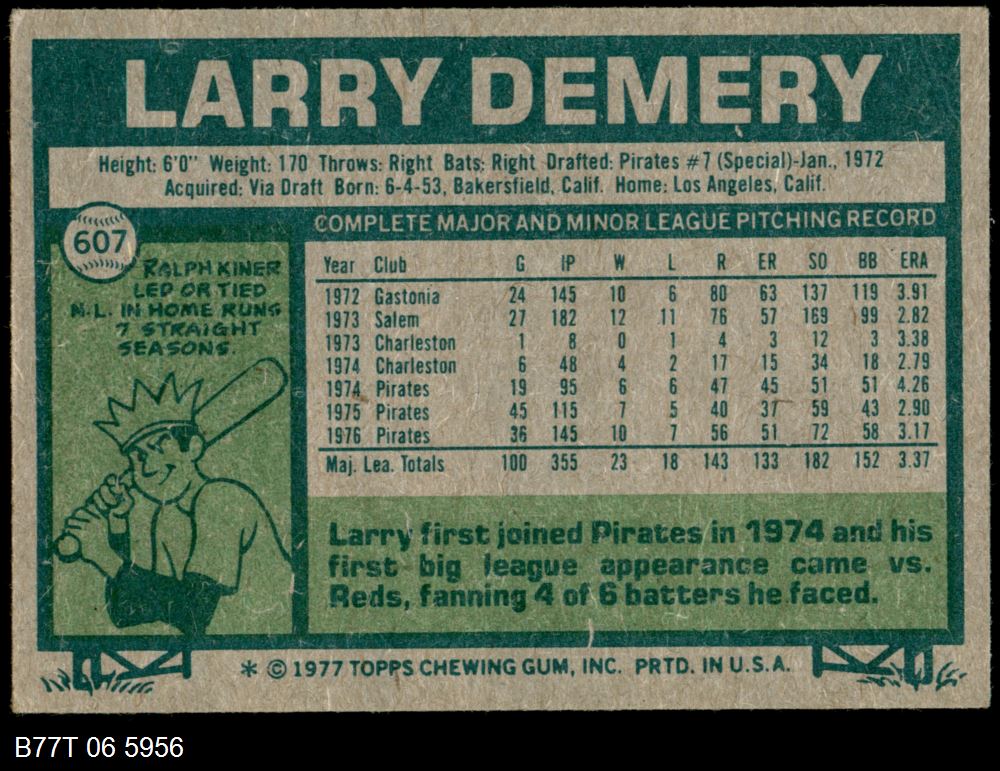 LARRY DEMERY
Height: 6'0" Weight: 170 Throws: Right Bats: Right Drafted: Pirates #7 (Special)-Jan., 1972
Acquired: Via Draft Born: 6-4-53, Bakersfield, Calif. Home: Los Angeles, Calif.
607
RALPH KINER
LED OR TIED
N.L. IN HOME RUNS
7 STRAIGHT
SEASONS.
COMPLETE MAJOR AND MINOR LEAGUE PITCHING RECORD
Year Club G IP W L R ER SO BB ERA
1972 Gastonia 24 145 10 6 80 63 137 119 3.91
1973 Salem 27 182 12 11 76 57 169 99 2.82
1973 Charleston 1 8 0 1 4 3 12 3 3.38
1974 Charleston 6 48 4 2 17 15 34 18 2.79
1974 Pirates 19 95 6 6 47 45 51 51 4.26
1975 Pirates 45 115 7 5 40 37 59 43 2.90
1976 Pirates 36 145 10 7 56 51 72 58 3.17
Maj. Lea. Totals 100 355 23 18 143 133 182 152 3.37
Larry first joined Pirates in 1974 and his
first big league appearance came vs.
Reds, fanning 4 of 6 batters he faced.
* © 1977 TOPPS CHEWING GUM, INC. PRTD. IN U.S.A.
B77T 06 5956